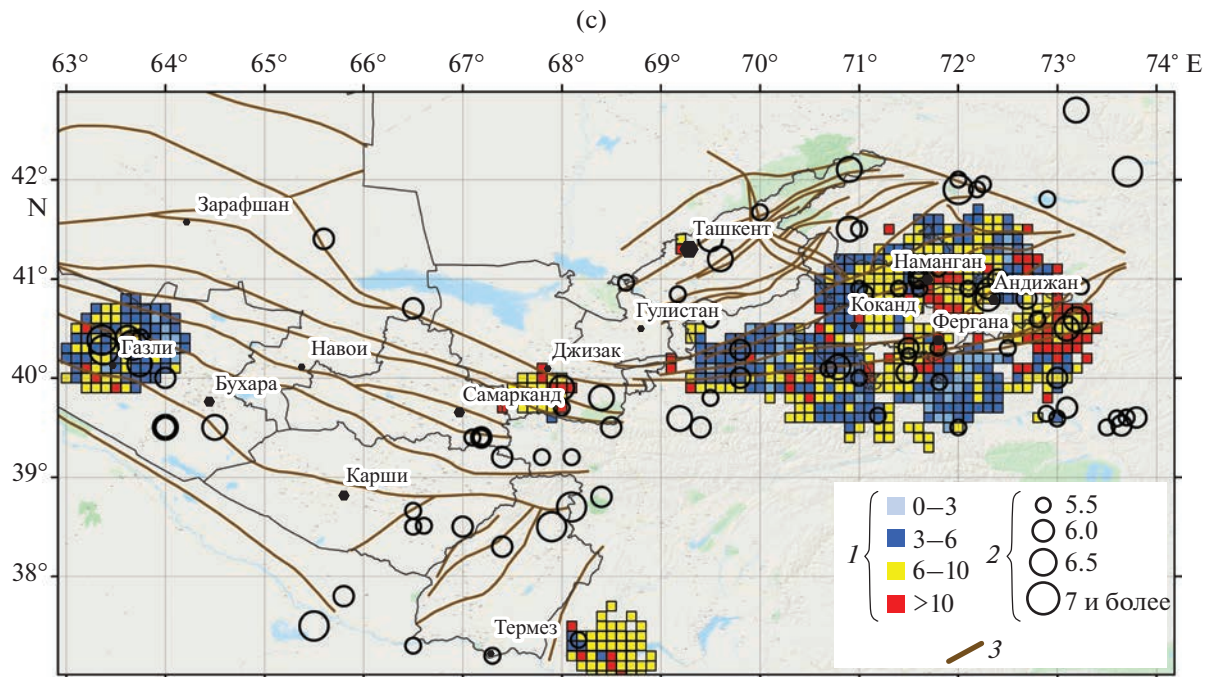 (c)
63° 64° 65° 66° 67° 68° 69° 70° 71° 72° 73° 74° E
42°
N
Зарафшан
Ташкент
41°
Наманган
Андижан
Гулистан
Коканд
Фергана
Газли
Навои
Джизак
40°
Бухара
Самарканд
39°
Карши
38°
Термез
1
0–3
3–6
6–10
>10
2
5.5
6.0
6.5
7 и более
3